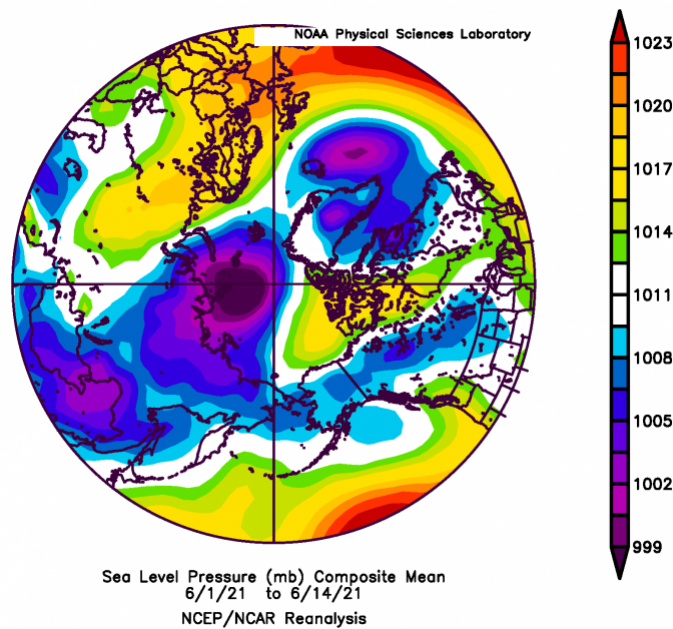 NOAA Physical Sciences Laboratory
1023
1020
1017
1014
1011
1008
1005
1002
999
Sea Level Pressure (mb) Composite Mean
6/1/21 to 6/14/21
NCEP/NCAR Reanalysis